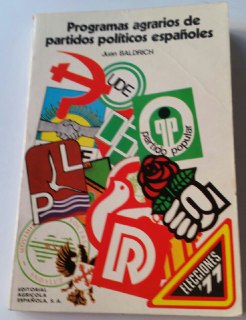 Programas agrarios de
partidos políticos españoles
Juan BALDRICH
UDE
partido popular
L
P
R
ELECCIONES
77
EDITORIAL
AGRICOLA
ESPAÑOLA, S.A.